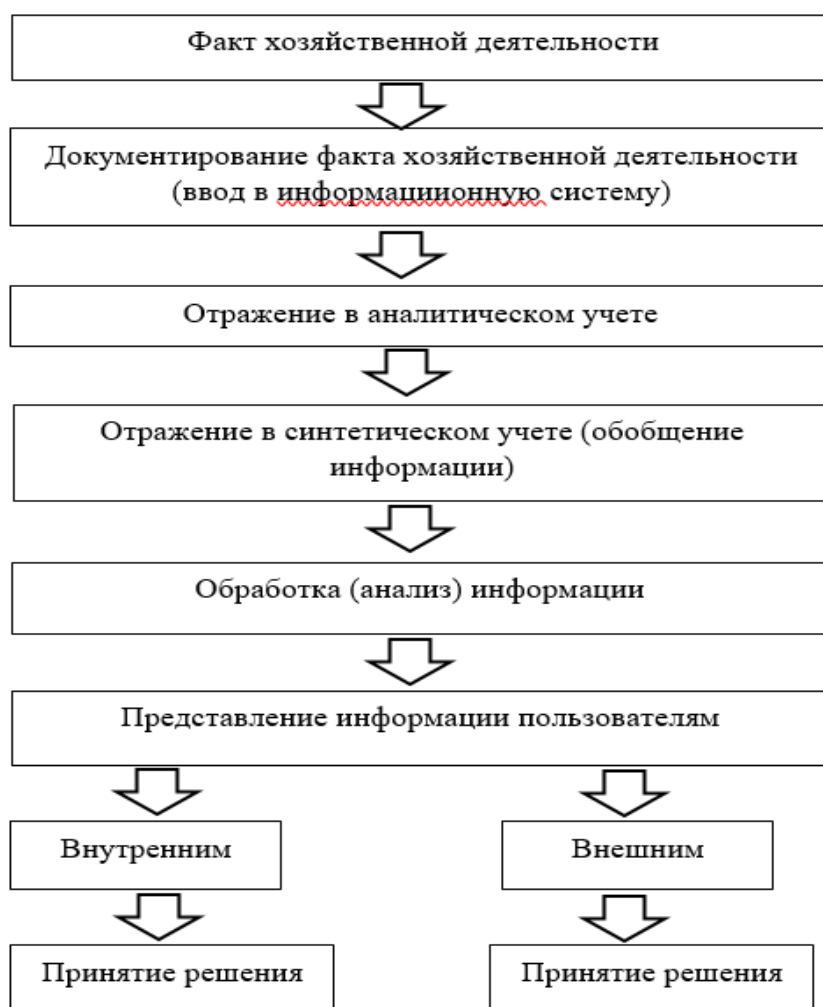 Факт хозяйственной деятельности
Документирование факта хозяйственной деятельности
(ввод в информациионную систему)
Отражение в аналитическом учете
Отражение в синтетическом учете (обобщение
информации)
Обработка (анализ) информации
Представление информации пользователям
Внутренним
Внешним
Принятие решения
Принятие решения